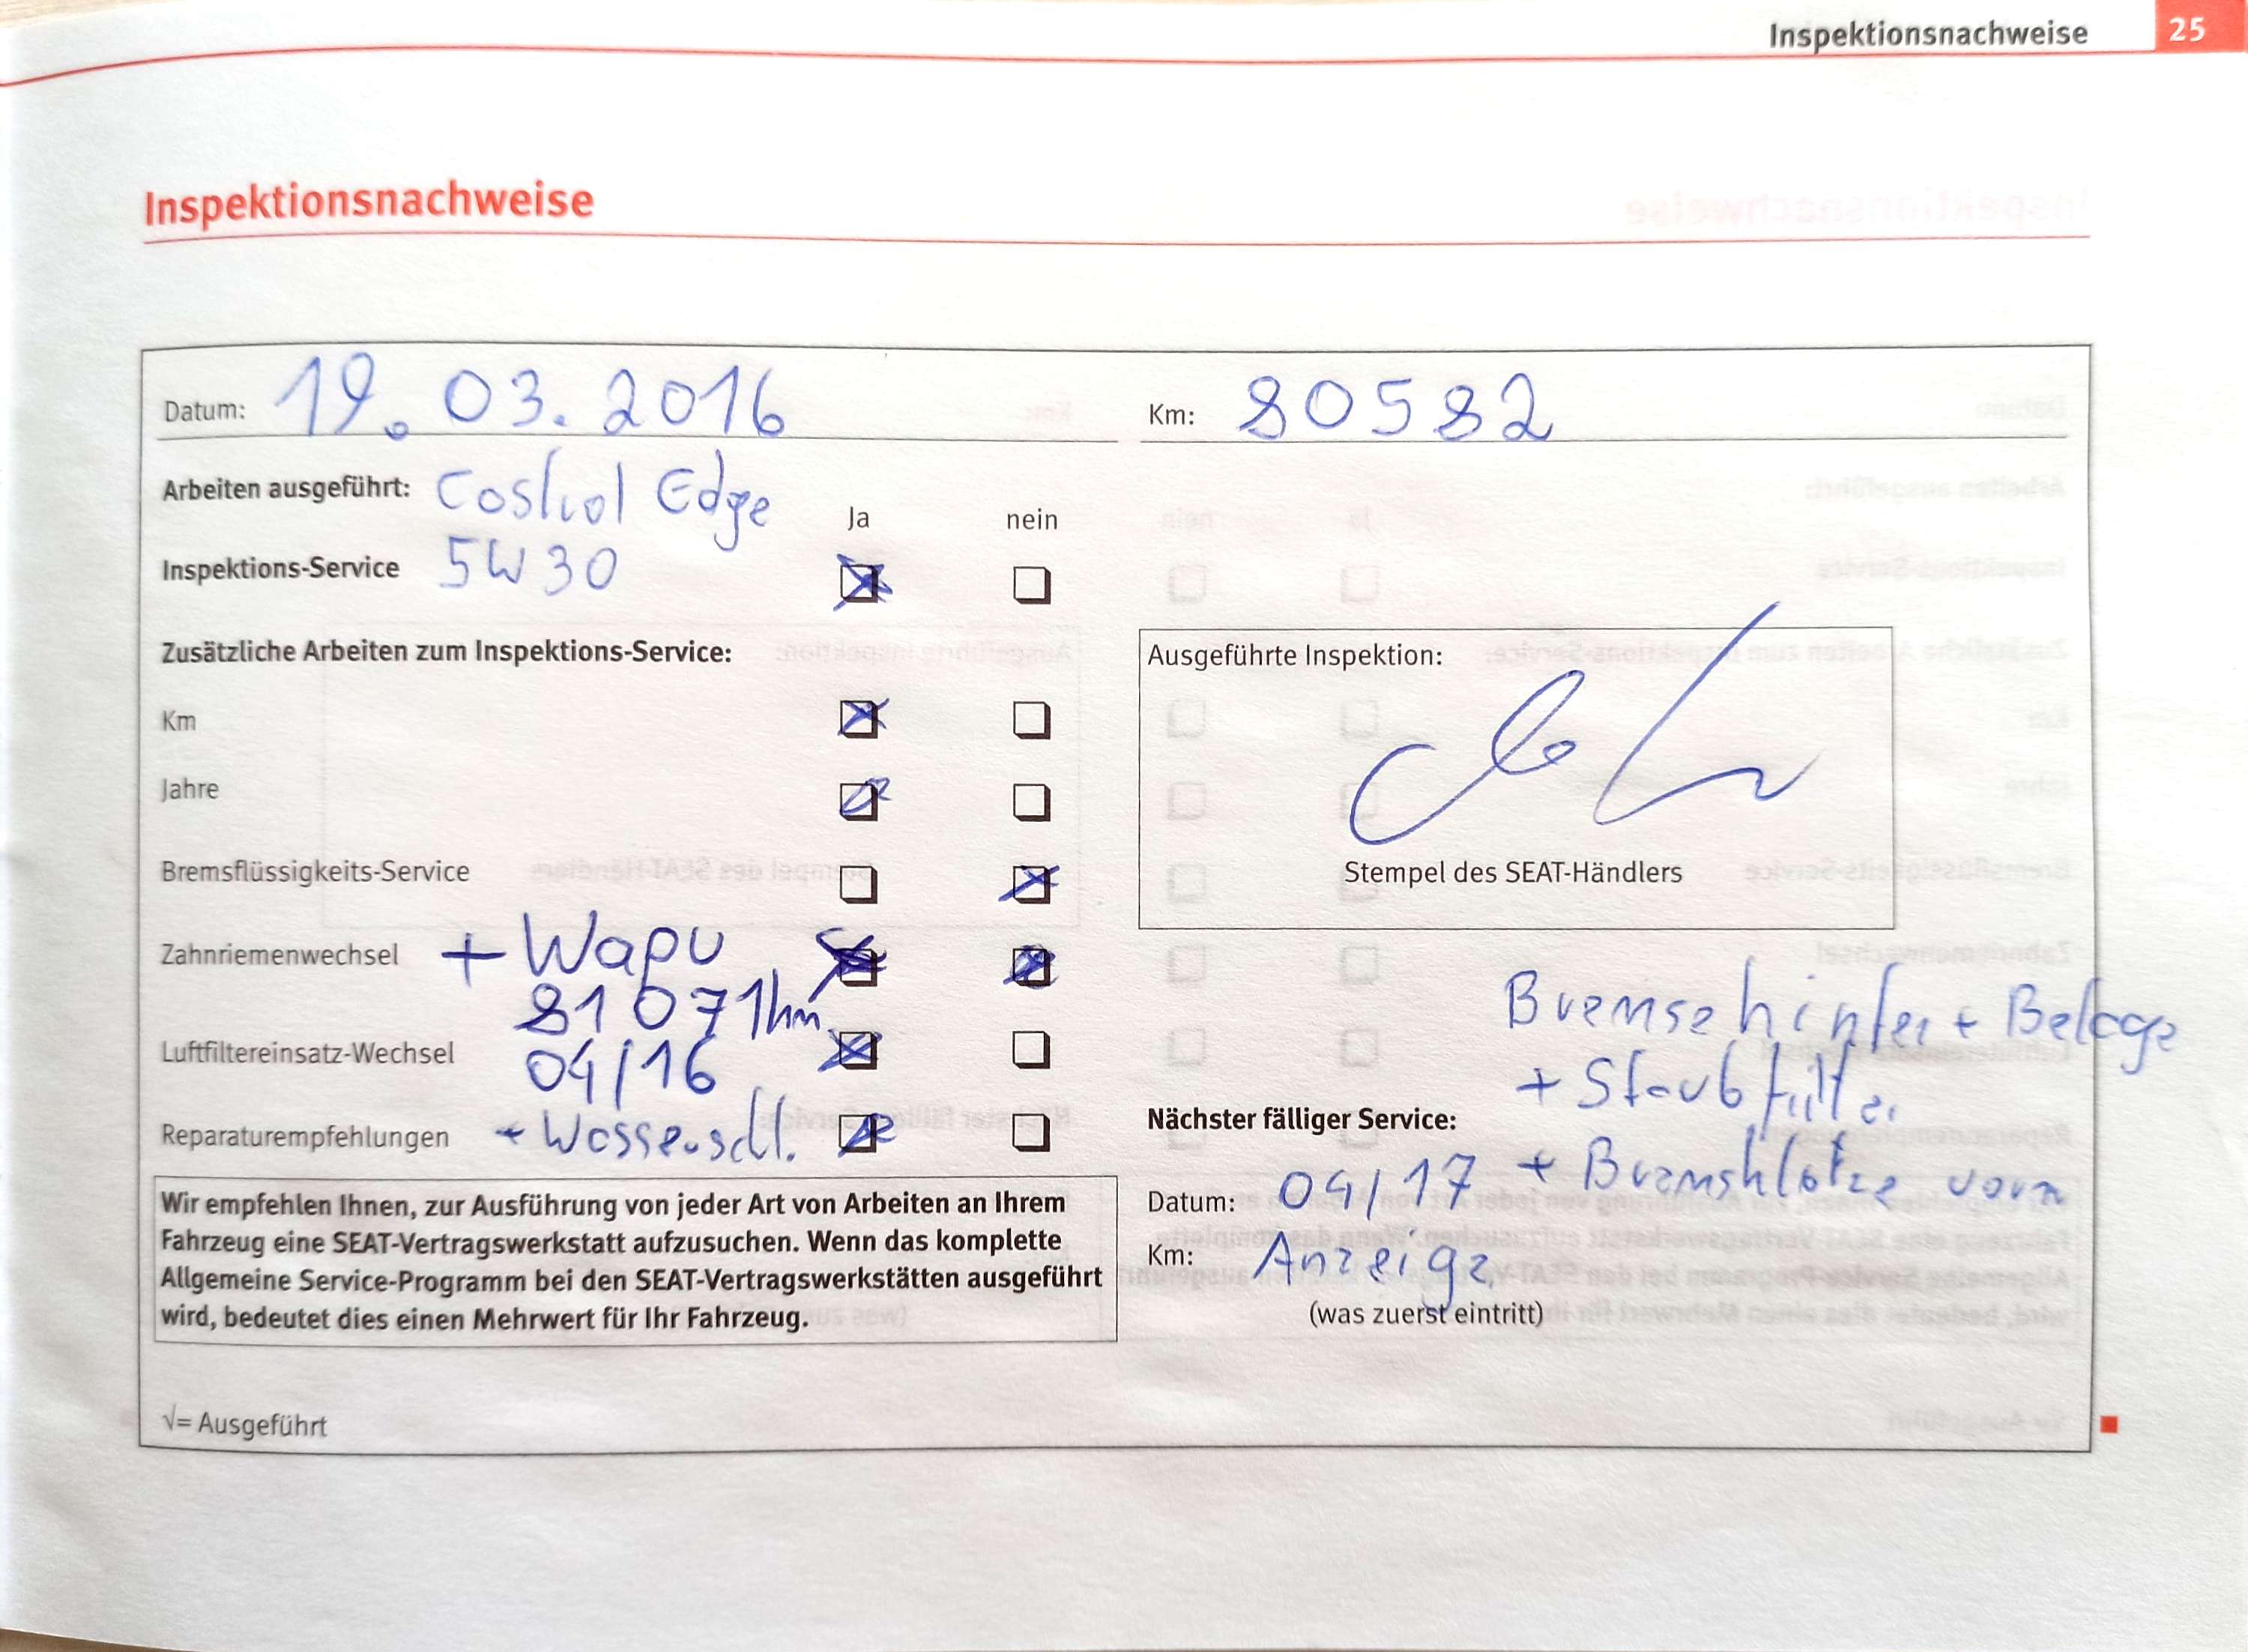 Inspektionsnachweise 25
Inspektionsnachweise
Datum: 19.03.2016 Km: 80582
Arbeiten ausgeführt: Castrol Edge
Ja nein
Inspektions-Service 5W30
Zusätzliche Arbeiten zum Inspektions-Service:
Km
Jahre
Bremsflüssigkeits-Service
Zahnriemenwechsel + Wapu
81071km
Luftfiltereinsatz-Wechsel 04/16
Reparaturempfehlungen + Wasserschl.
Wir empfehlen Ihnen, zur Ausführung von jeder Art von Arbeiten an Ihrem
Fahrzeug eine SEAT-Vertragswerkstatt aufzusuchen. Wenn das komplette
Allgemeine Service-Programm bei den SEAT-Vertragswerkstätten ausgeführt
wird, bedeutet dies einen Mehrwert für Ihr Fahrzeug.
√= Ausgeführt
Ausgeführte Inspektion:
Stempel des SEAT-Händlers
Bremse hinten + Beläge
+ Staubfilter
Nächster fälliger Service:
Datum: 04/17 + Bremsklötze vorn
Km: Anzeige
(was zuerst eintritt)